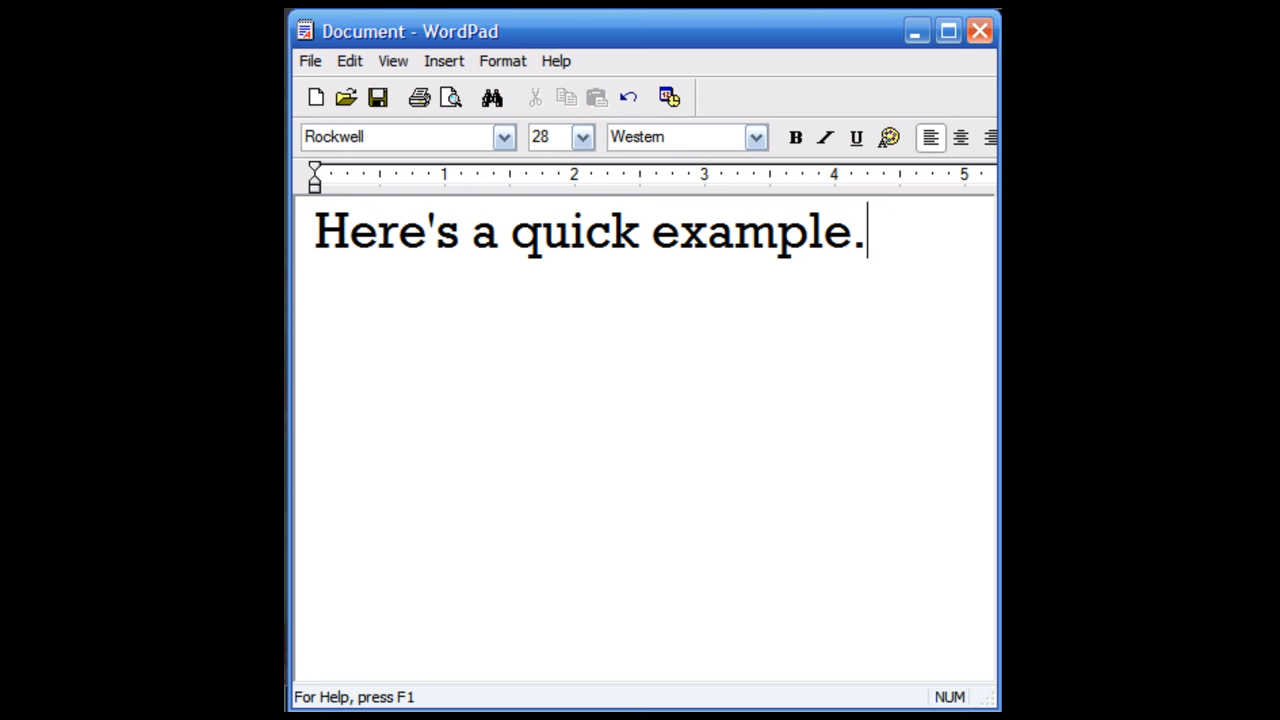 Document - WordPad
File Edit View Insert Format Help
Rockwell 28 Western B I U
1 2 3 4 5
Here's a quick example.
For Help, press F1 NUM